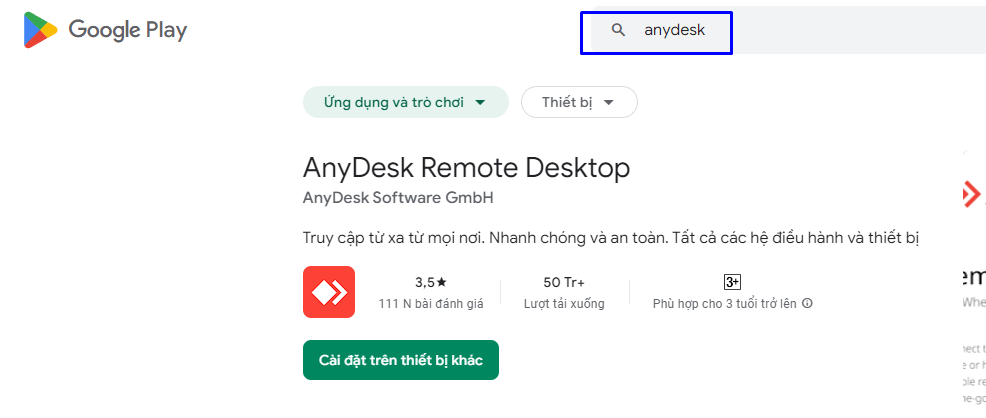 Google Play
anydesk
Ứng dụng và trò chơi
Thiết bị
AnyDesk Remote Desktop
AnyDesk Software GmbH
Truy cập từ xa từ mọi nơi. Nhanh chóng và an toàn. Tất cả các hệ điều hành và thiết bị
3,5★ 50 Tr+ 3+
111 N bài đánh giá Lượt tải xuống Phù hợp cho 3 tuổi trở lên
Cài đặt trên thiết bị khác